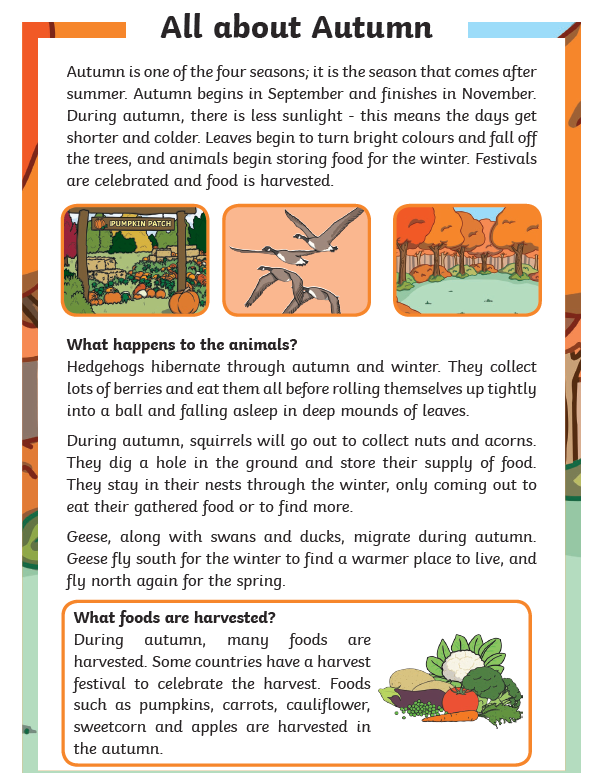 All about Autumn
Autumn is one of the four seasons; it is the season that comes after
summer. Autumn begins in September and finishes in November.
During autumn, there is less sunlight - this means the days get
shorter and colder. Leaves begin to turn bright colours and fall off
the trees, and animals begin storing food for the winter. Festivals
are celebrated and food is harvested.
PUMPKIN PATCH
What happens to the animals?
Hedgehogs hibernate through autumn and winter. They collect
lots of berries and eat them all before rolling themselves up tightly
into a ball and falling asleep in deep mounds of leaves.
During autumn, squirrels will go out to collect nuts and acorns.
They dig a hole in the ground and store their supply of food.
They stay in their nests through the winter, only coming out to
eat their gathered food or to find more.
Geese, along with swans and ducks, migrate during autumn.
Geese fly south for the winter to find a warmer place to live, and
fly north again for the spring.
What foods are harvested?
During autumn, many foods are
harvested. Some countries have a harvest
festival to celebrate the harvest. Foods
such as pumpkins, carrots, cauliflower,
sweetcorn and apples are harvested in
the autumn.